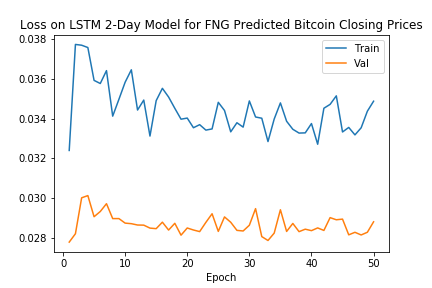 Loss on LSTM 2-Day Model for FNG Predicted Bitcoin Closing Prices
0.038
0.036
0.034
0.032
0.030
0.028
Train
Val
0 10 20 30 40 50
Epoch